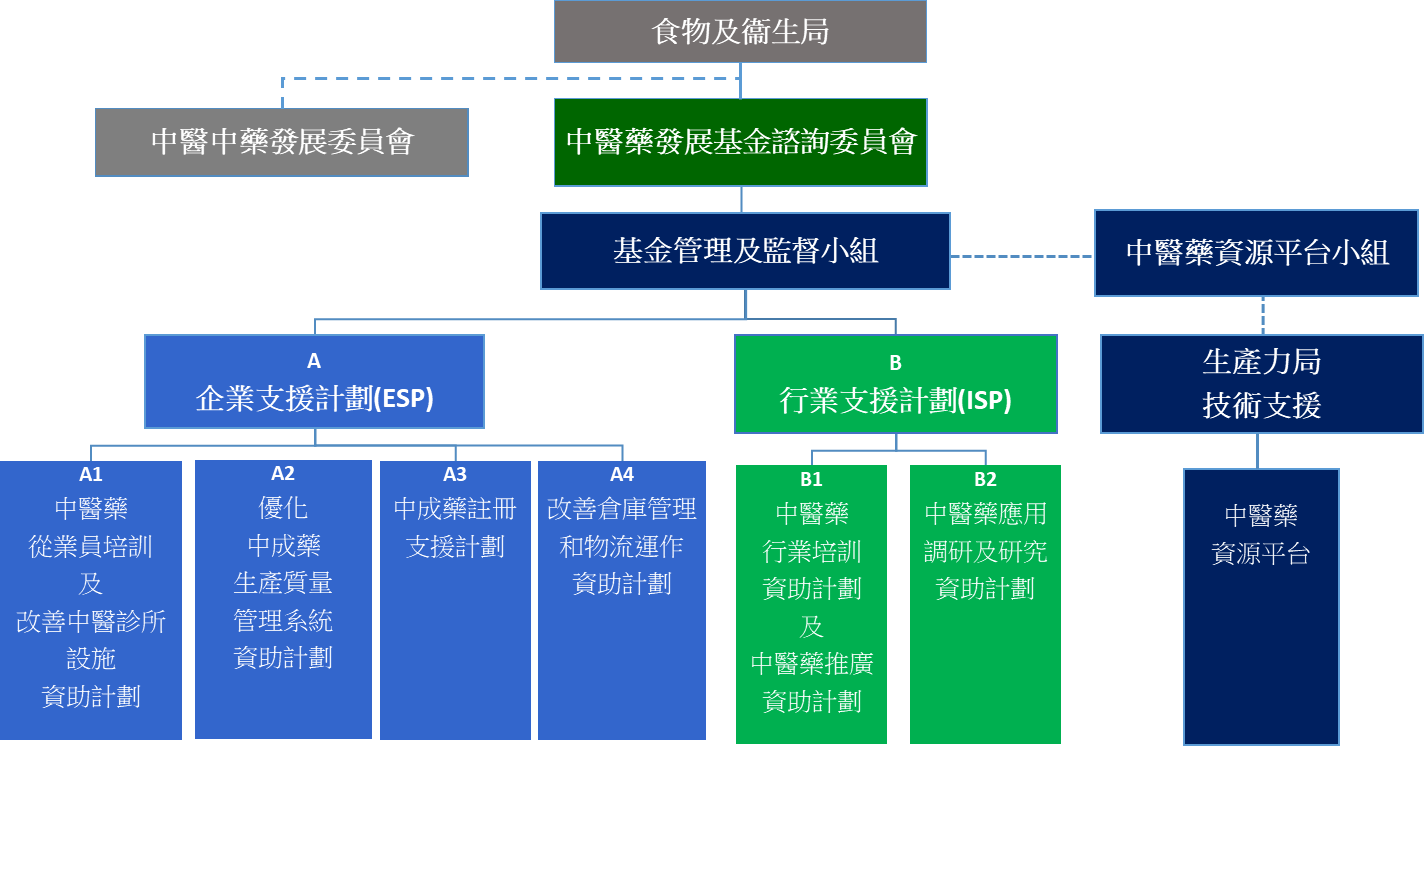 食物及衞生局
中醫中藥發展委員會
中醫藥發展基金諮詢委員會
基金管理及監督小組
中醫藥資源平台小組
A
企業支援計劃(ESP)
B
行業支援計劃(ISP)
生產力局
技術支援
A1
中醫藥
從業員培訓
及
改善中醫診所
設施
資助計劃
A2
優化
中成藥
生產質量
管理系統
資助計劃
A3
中成藥註冊
支援計劃
A4
改善倉庫管理
和物流運作
資助計劃
B1
中醫藥
行業培訓
資助計劃
及
中醫藥推廣
資助計劃
B2
中醫藥應用
調研及研究
資助計劃
中醫藥
資源平台